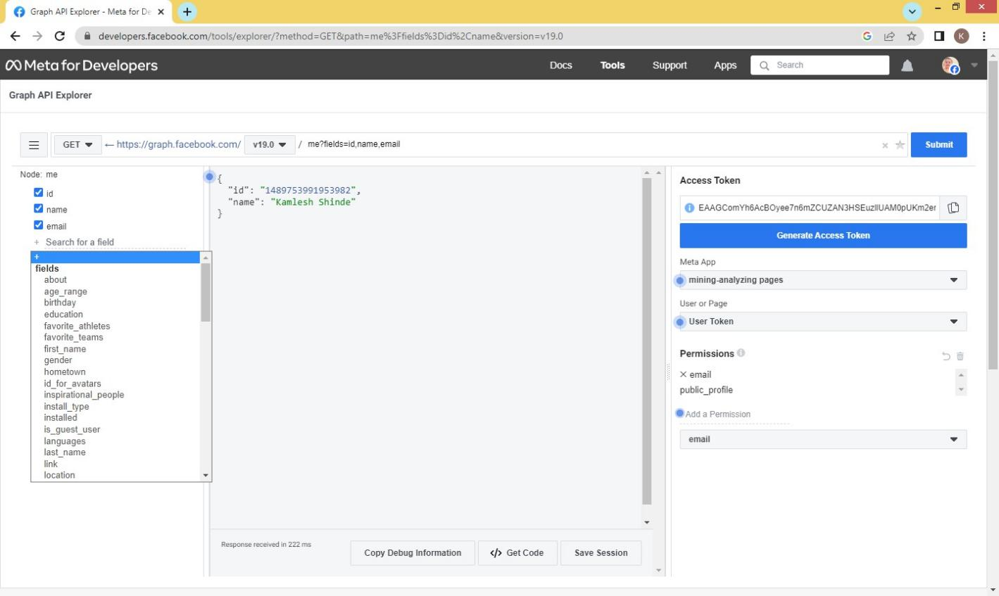 Graph API Explorer - Meta for De
developers.facebook.com/tools/explorer/?method=GET&path=me%3Ffields%3Did%2Cname&version=v19.0
K
Meta for Developers
Docs
Tools
Support
Apps
Search
Graph API Explorer
GET
https://graph.facebook.com/
v19.0
/ me?fields=id,name,email
Submit
Node: me
id
name
email
+ Search for a field
+
fields
about
age_range
birthday
education
favorite_athletes
favorite_teams
first_name
gender
hometown
id_for_avatars
inspirational_people
install_type
installed
is_guest_user
languages
last_name
link
location
{
"id": "1489753991953982",
"name": "Kamlesh Shinde"
}
Response received in 222 ms
Copy Debug Information
</> Get Code
Save Session
Access Token
Generate Access Token
Meta App
mining-analyzing pages
User or Page
User Token
Permissions
email
public_profile
Add a Permission
email